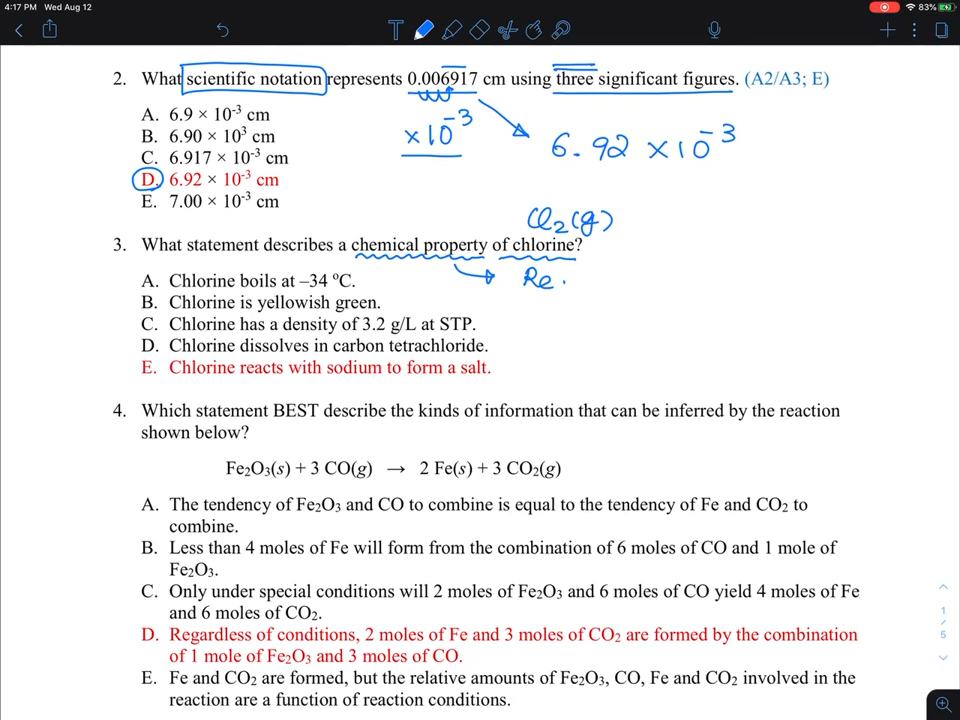 4:17 PM Wed Aug 12
83%
2. What scientific notation represents 0.006917 cm using three significant figures. (A2/A3; E)
A. 6.9 × 10⁻³ cm
B. 6.90 × 10³ cm
C. 6.917 × 10⁻³ cm
D. 6.92 × 10⁻³ cm
E. 7.00 × 10⁻³ cm
×10⁻³
6.92 ×10⁻³
Cl₂(g)
3. What statement describes a chemical property of chlorine?
Re.
A. Chlorine boils at –34 °C.
B. Chlorine is yellowish green.
C. Chlorine has a density of 3.2 g/L at STP.
D. Chlorine dissolves in carbon tetrachloride.
E. Chlorine reacts with sodium to form a salt.
4. Which statement BEST describe the kinds of information that can be inferred by the reaction
shown below?
Fe₂O₃(s) + 3 CO(g) → 2 Fe(s) + 3 CO₂(g)
A. The tendency of Fe₂O₃ and CO to combine is equal to the tendency of Fe and CO₂ to
combine.
B. Less than 4 moles of Fe will form from the combination of 6 moles of CO and 1 mole of
Fe₂O₃.
C. Only under special conditions will 2 moles of Fe₂O₃ and 6 moles of CO yield 4 moles of Fe
and 6 moles of CO₂.
D. Regardless of conditions, 2 moles of Fe and 3 moles of CO₂ are formed by the combination
of 1 mole of Fe₂O₃ and 3 moles of CO.
E. Fe and CO₂ are formed, but the relative amounts of Fe₂O₃, CO, Fe and CO₂ involved in the
reaction are a function of reaction conditions.
1
/
5